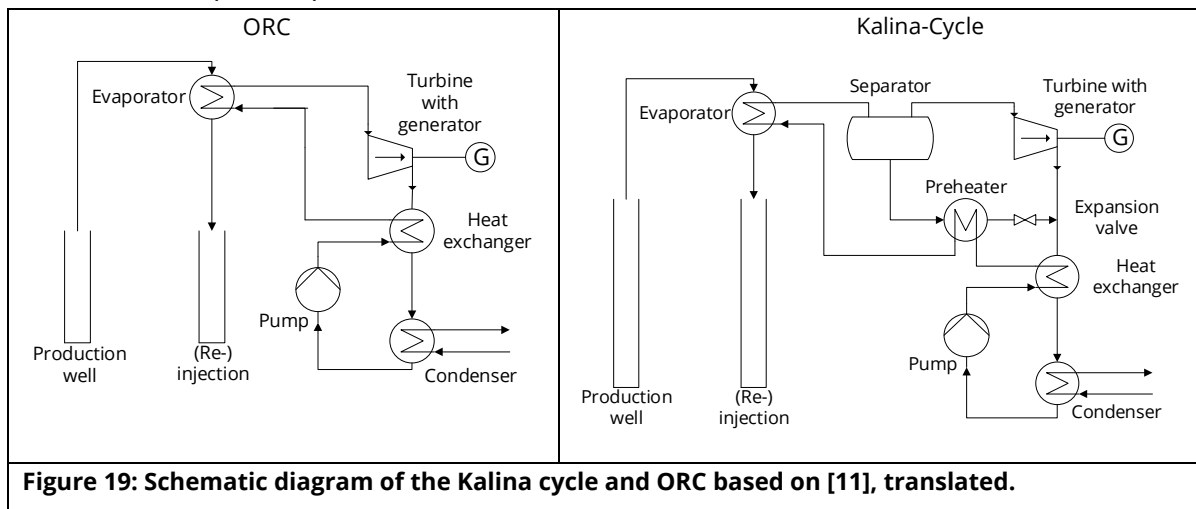 ORC
Evaporator
Turbine
with
generator
G
Heat
exchanger
Pump
Production
well
(Re-)
injection
Condenser
Kalina-Cycle
Separator
Evaporator
Turbine with
generator
G
Preheater
Expansion
valve
Heat
exchanger
Pump
Production
well
(Re-)
injection
Condenser
Figure 19: Schematic diagram of the Kalina cycle and ORC based on [11], translated.